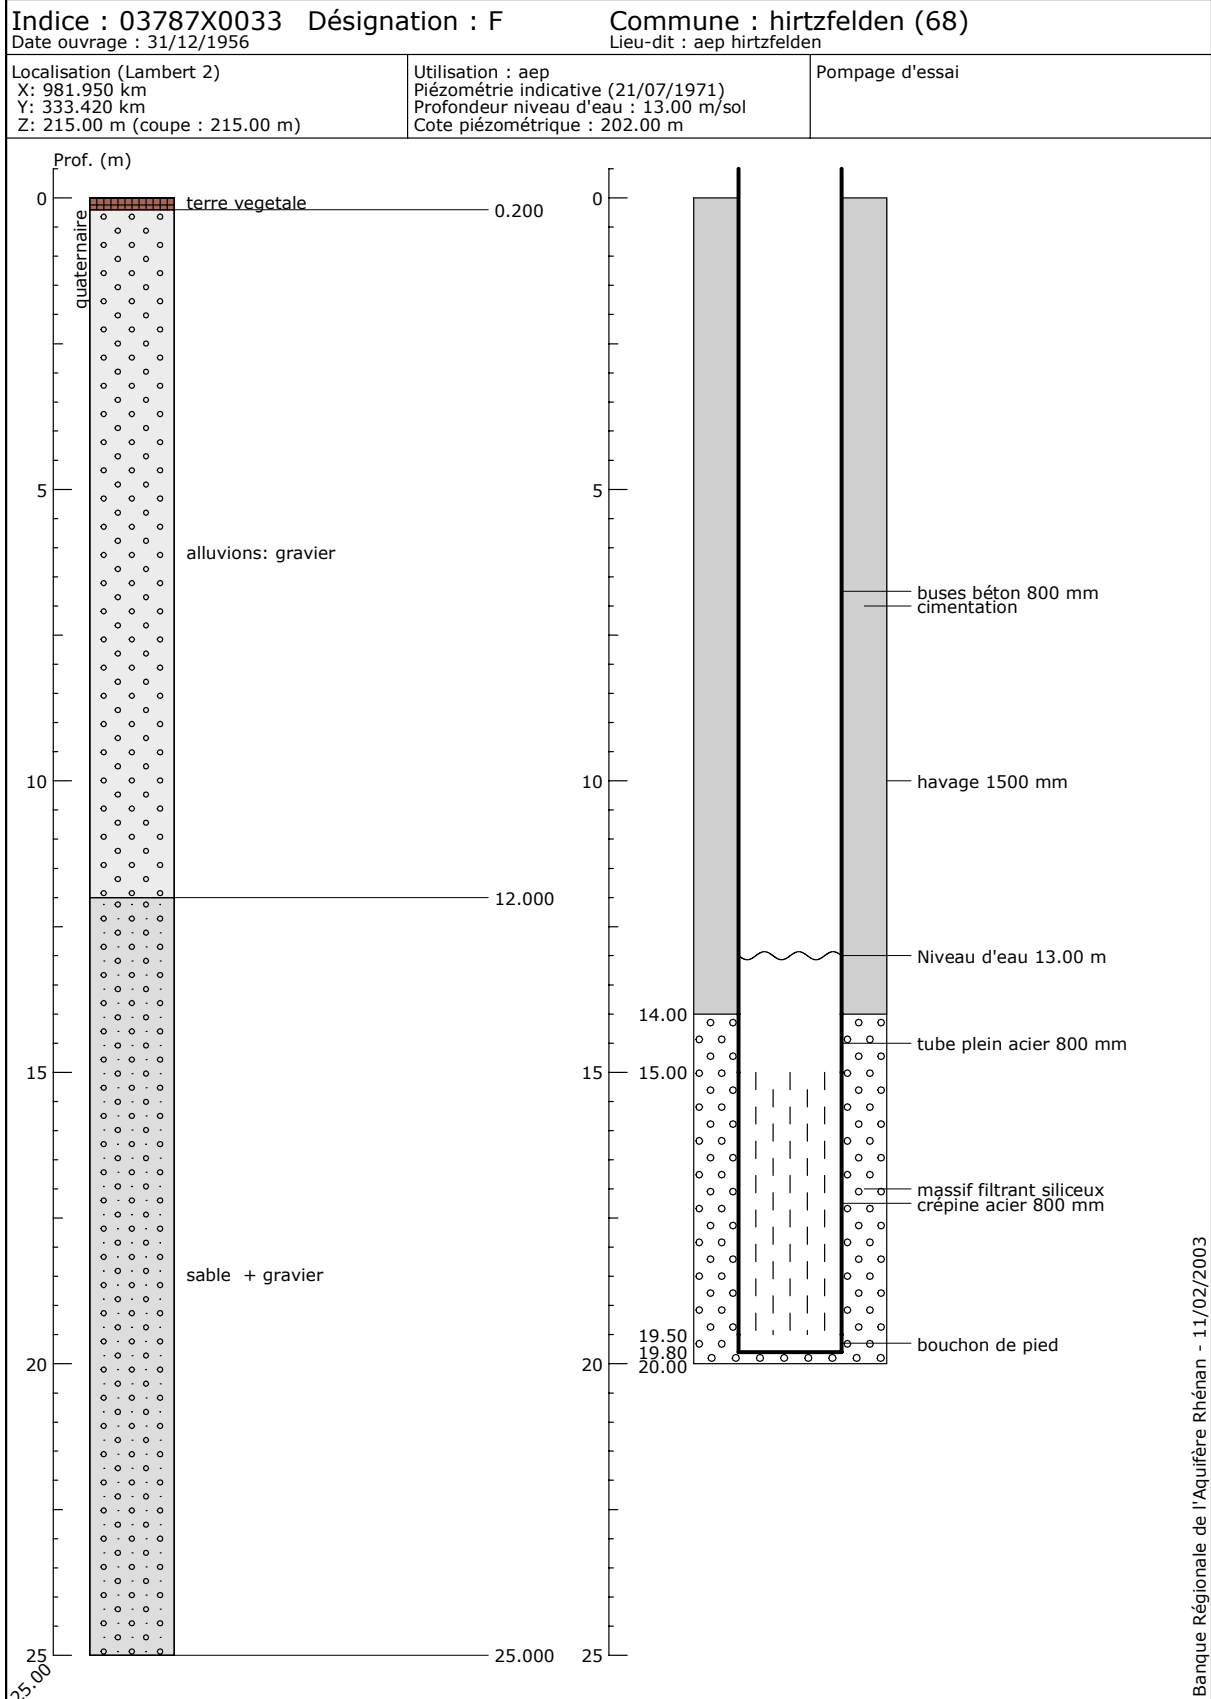 Indice : 03787X0033 Désignation : F Commune : hirtzfelden (68)
Date ouvrage : 31/12/1956 Lieu-dit : aep hirtzfelden
Localisation (Lambert 2)
X: 981.950 km
Y: 333.420 km
Z: 215.00 m (coupe : 215.00 m)
Utilisation : aep
Piézométrie indicative (21/07/1971)
Profondeur niveau d'eau : 13.00 m/sol
Cote piézométrique : 202.00 m
Pompage d'essai
Prof. (m)
0
5
10
15
20
25
25.00
quaternaire
terre vegetale
0.200
alluvions: gravier
12.000
sable + gravier
25.000
0
5
10
15
20
25
14.00
15.00
19.50
19.80
20.00
buses béton 800 mm
cimentation
havage 1500 mm
Niveau d'eau 13.00 m
tube plein acier 800 mm
massif filtrant siliceux
crépine acier 800 mm
bouchon de pied
Banque Régionale de l'Aquifère Rhénan - 11/02/2003